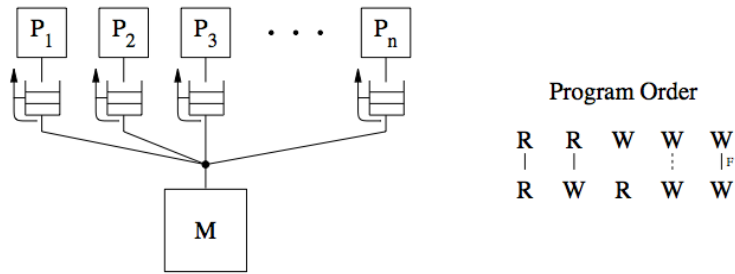 P1 P2 P3 . . . Pn
Program Order
R R W W W
F
R W R W W
M